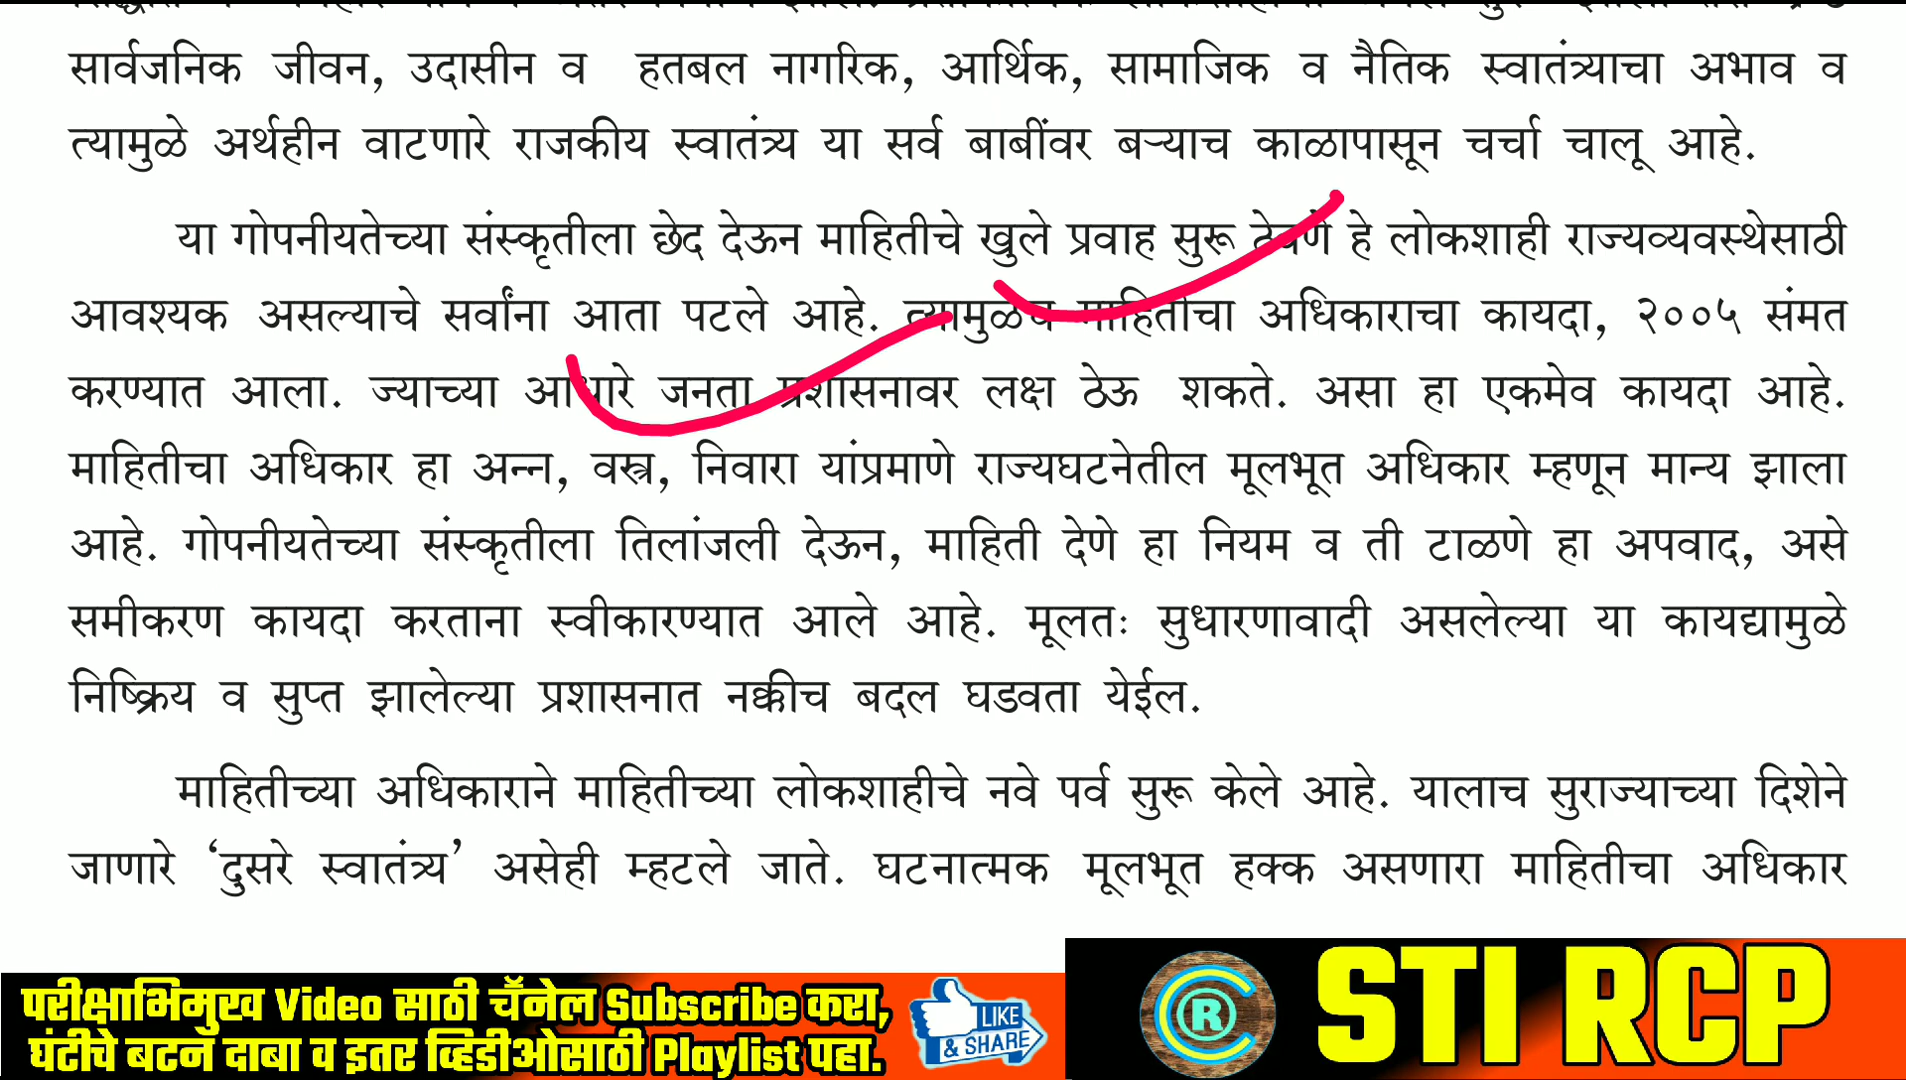 सार्वजनिक जीवन, उदासीन व हतबल नागरिक, आर्थिक, सामाजिक व नैतिक स्वातंत्र्याचा अभाव व
त्यामुळे अर्थहीन वाटणारे राजकीय स्वातंत्र्य या सर्व बाबींवर बऱ्याच काळापासून चर्चा चालू आहे.
या गोपनीयतेच्या संस्कृतीला छेद देऊन माहितीचे खुले प्रवाह सुरू ठेवणे हे लोकशाही राज्यव्यवस्थेसाठी
आवश्यक असल्याचे सर्वांना आता पटले आहे. त्यामुळेच माहितीचा अधिकाराचा कायदा, २००५ संमत
करण्यात आला. ज्याच्या आधारे जनता प्रशासनावर लक्ष ठेऊ शकते. असा हा एकमेव कायदा आहे.
माहितीचा अधिकार हा अन्न, वस्त्र, निवारा यांप्रमाणे राज्यघटनेतील मूलभूत अधिकार म्हणून मान्य झाला
आहे. गोपनीयतेच्या संस्कृतीला तिलांजली देऊन, माहिती देणे हा नियम व ती टाळणे हा अपवाद, असे
समीकरण कायदा करताना स्वीकारण्यात आले आहे. मूलतः सुधारणावादी असलेल्या या कायद्यामुळे
निष्क्रिय व सुप्त झालेल्या प्रशासनात नक्कीच बदल घडवता येईल.
माहितीच्या अधिकाराने माहितीच्या लोकशाहीचे नवे पर्व सुरू केले आहे. यालाच सुराज्याच्या दिशेने
जाणारे ‘दुसरे स्वातंत्र्य’ असेही म्हटले जाते. घटनात्मक मूलभूत हक्क असणारा माहितीचा अधिकार
परीक्षाभिमुख Video साठी चॅनेल Subscribe करा,
घंटीचे बटन दाबा व इतर व्हिडीओसाठी Playlist पहा.
LIKE
& SHARE
C
R
STI RCP